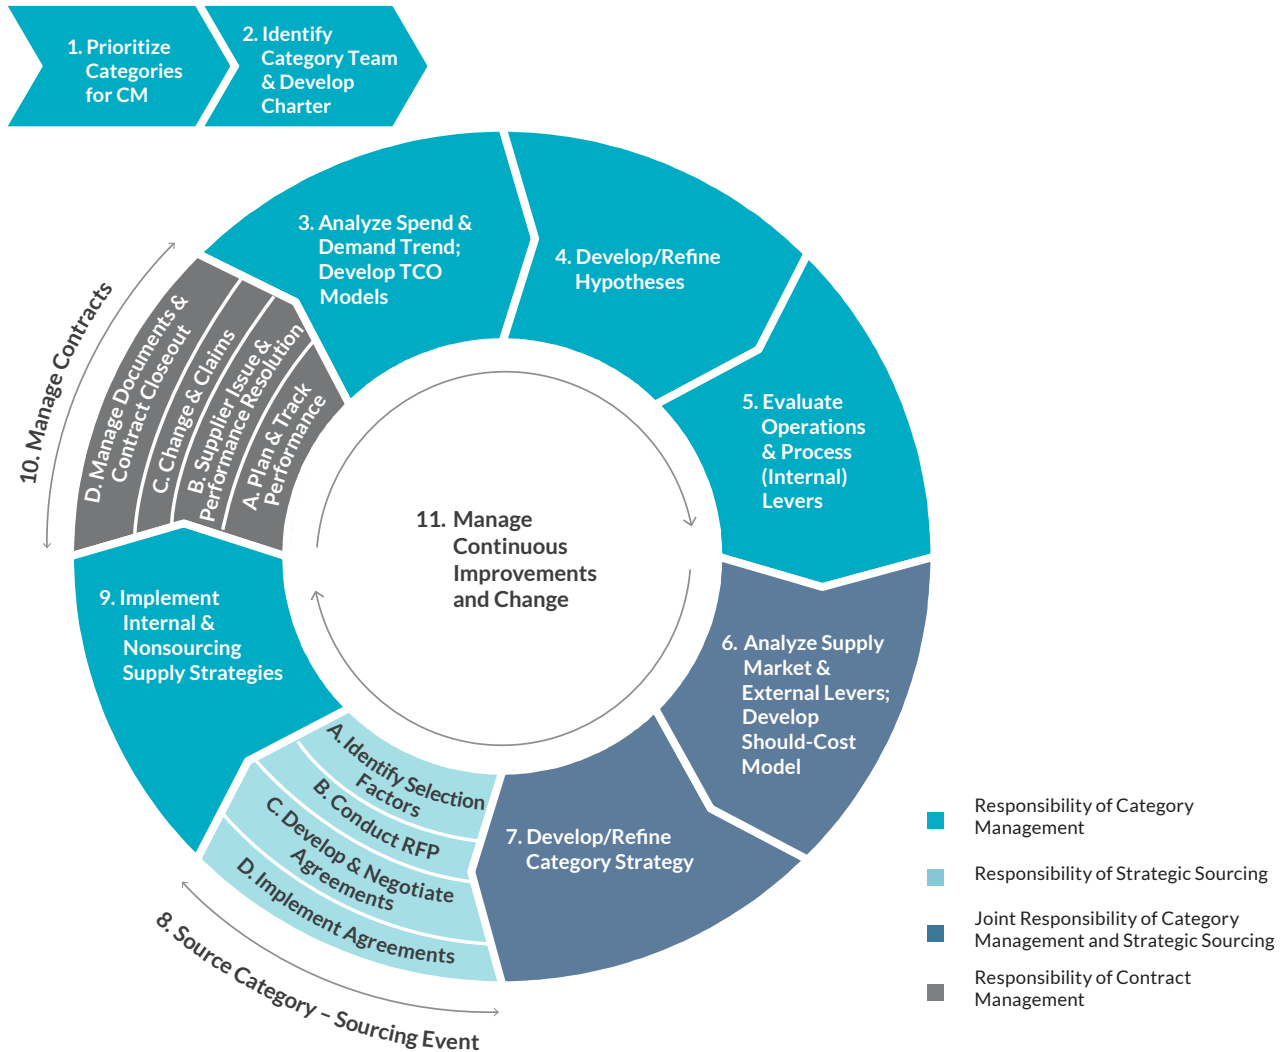 1. Prioritize
Categories
for CM
2. Identify
Category Team
& Develop
Charter
3. Analyze Spend &
Demand Trend;
Develop TCO
Models
4. Develop/Refine
Hypotheses
5. Evaluate
Operations
& Process
(Internal)
Levers
6. Analyze Supply
Market &
External Levers;
Develop
Should-Cost
Model
7. Develop/Refine
Category Strategy
A. Identify Selection
Factors
B. Conduct RFP
C. Develop & Negotiate
Agreements
D. Implement Agreements
8. Source Category – Sourcing Event
9. Implement
Internal &
Nonsourcing
Supply Strategies
10. Manage Contracts
D. Manage Documents &
Contract Closeout
C. Change & Claims
B. Supplier Issue &
Performance Resolution
A. Plan & Track
Performance
11. Manage
Continuous
Improvements
and Change
Responsibility of Category
Management
Responsibility of Strategic Sourcing
Joint Responsibility of Category
Management and Strategic Sourcing
Responsibility of Contract
Management